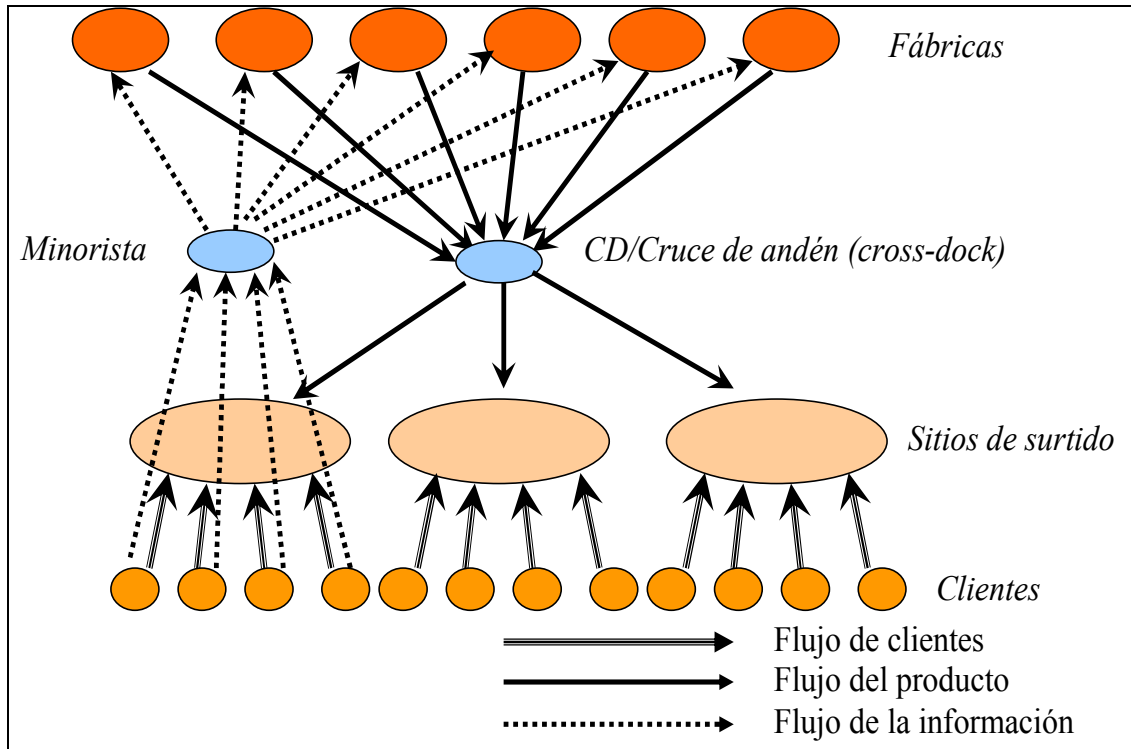 Fábricas
Minorista
CD/Cruce de andén (cross-dock)
Sitios de surtido
Clientes
Flujo de clientes
Flujo del producto
Flujo de la información